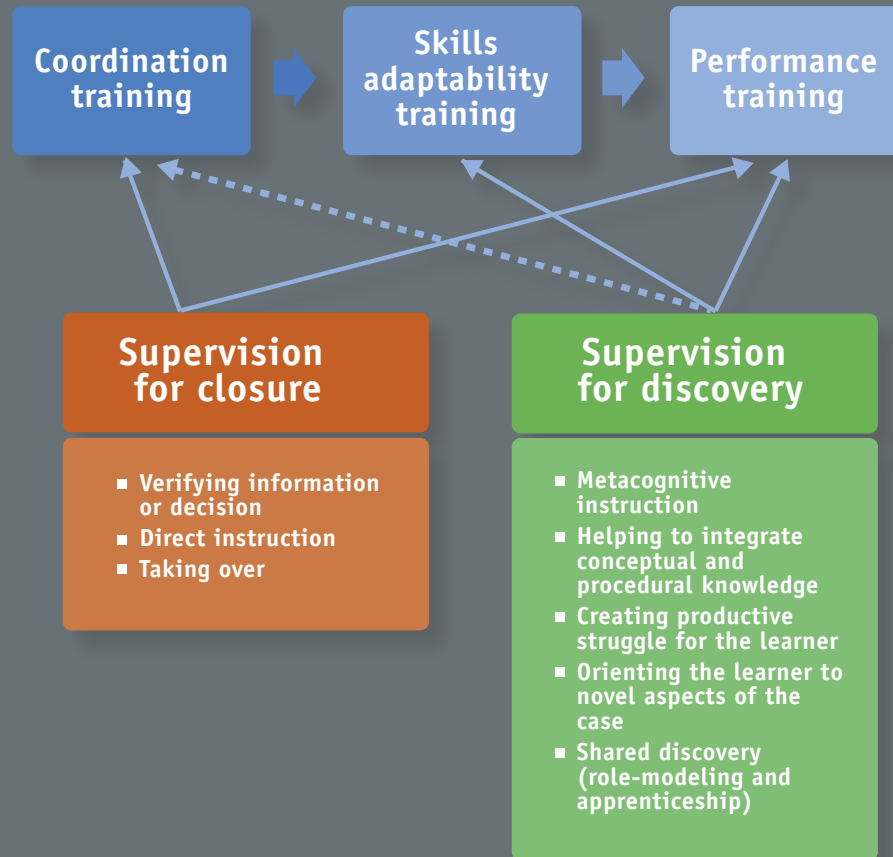 Coordination
training
Skills
adaptability
training
Performance
training
Supervision
for closure
■ Verifying information
or decision
■ Direct instruction
■ Taking over
Supervision
for discovery
■ Metacognitive
instruction
■ Helping to integrate
conceptual and
procedural knowledge
■ Creating productive
struggle for the learner
■ Orienting the learner to
novel aspects of the
case
■ Shared discovery
(role-modeling and
apprenticeship)